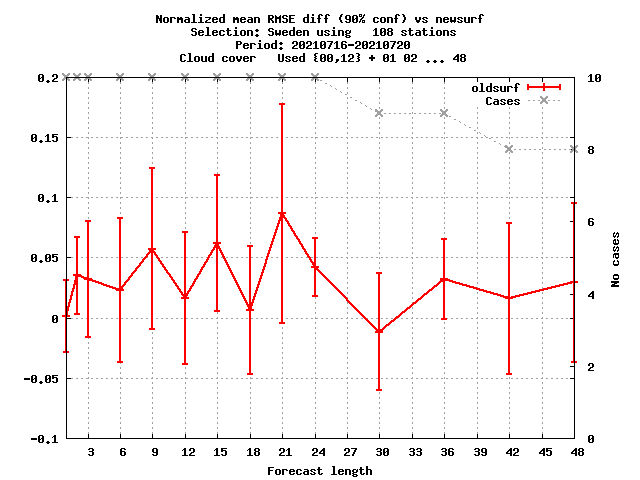 Normalized mean RMSE diff (90% conf) vs newsurf
Selection: Sweden using   108 stations
Period: 20210716-20210720
Cloud cover   Used {00,12} + 01 02 ... 48
oldsurf
Cases
0.2
0.15
0.1
0.05
0
-0.05
-0.1
10
8
6
4
2
0
No cases
3 6 9 12 15 18 21 24 27 30 33 36 39 42 45 48
Forecast length